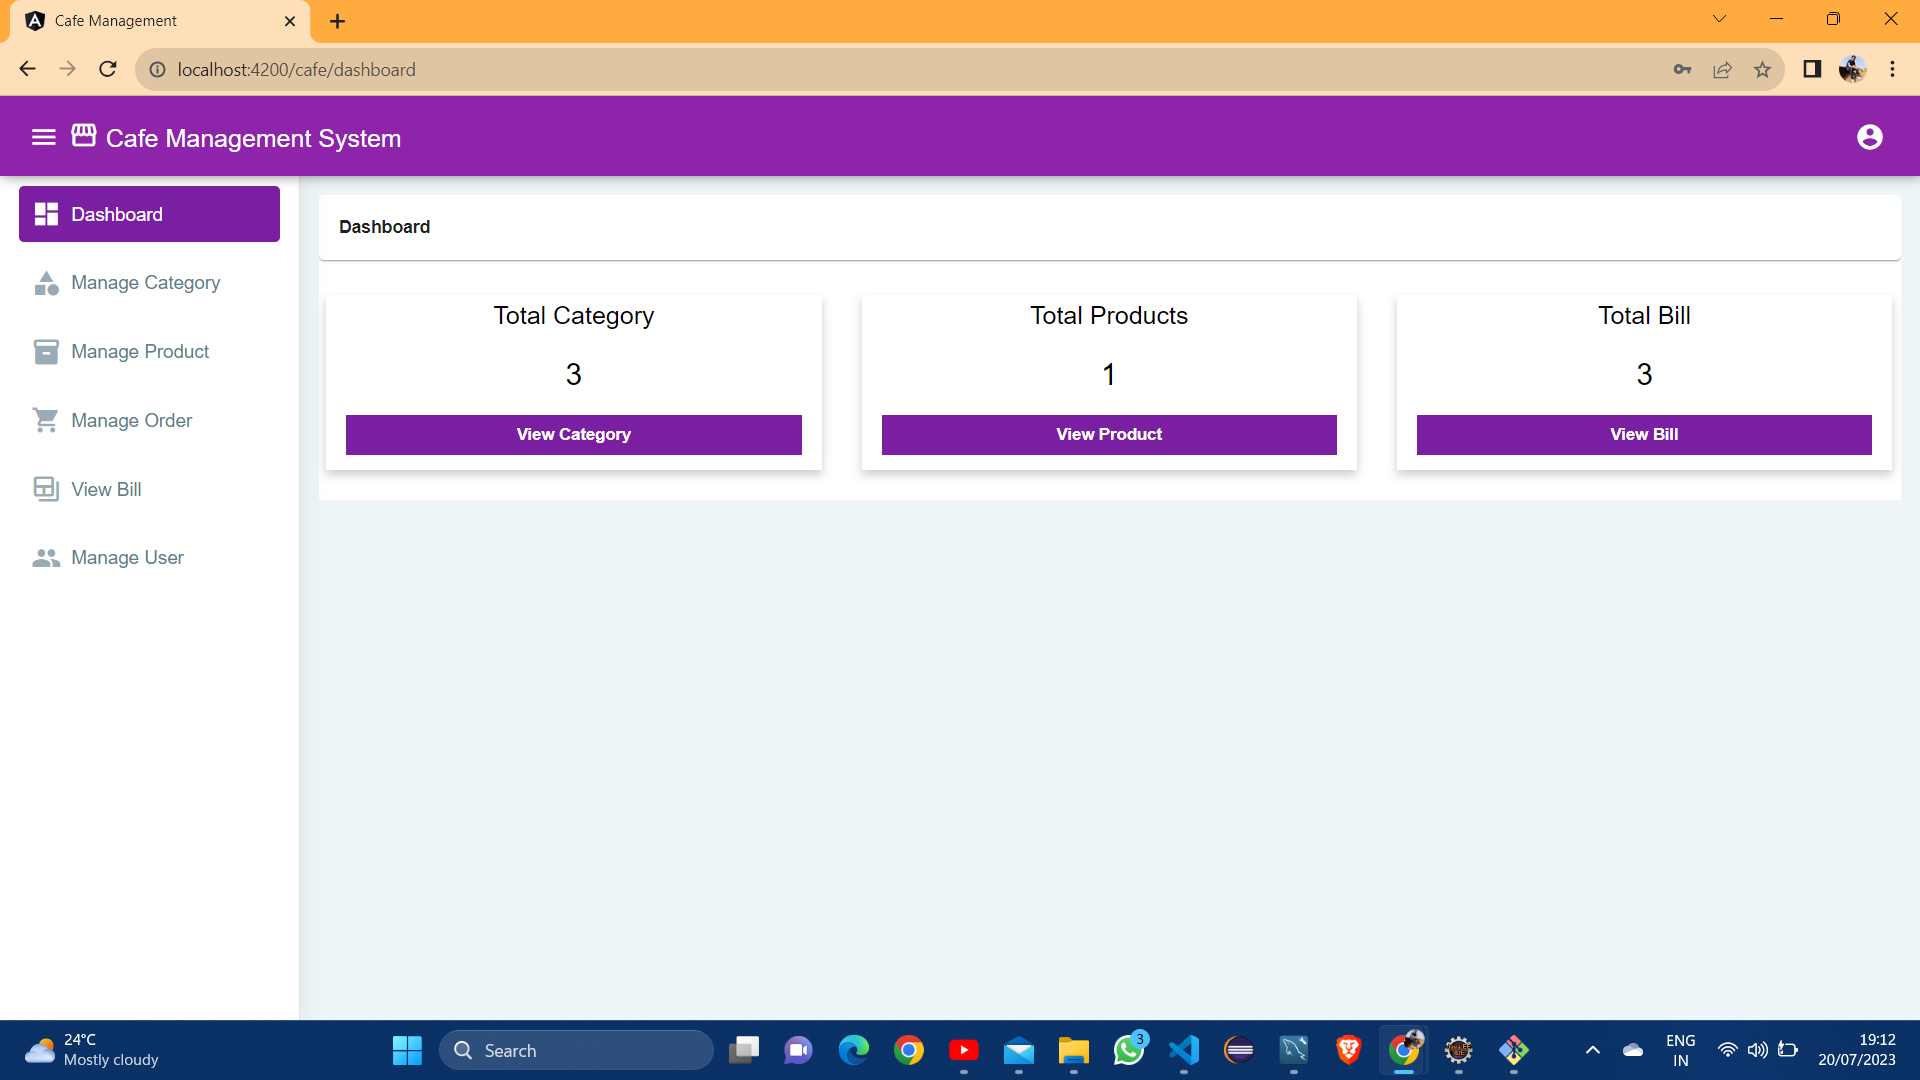 Cafe Management
localhost:4200/cafe/dashboard
Cafe Management System
Dashboard
Manage Category
Manage Product
Manage Order
View Bill
Manage User
Dashboard
Total Category
3
View Category
Total Products
1
View Product
Total Bill
3
View Bill
24°C
Mostly cloudy
Search
3
ENG
IN
19:12
20/07/2023